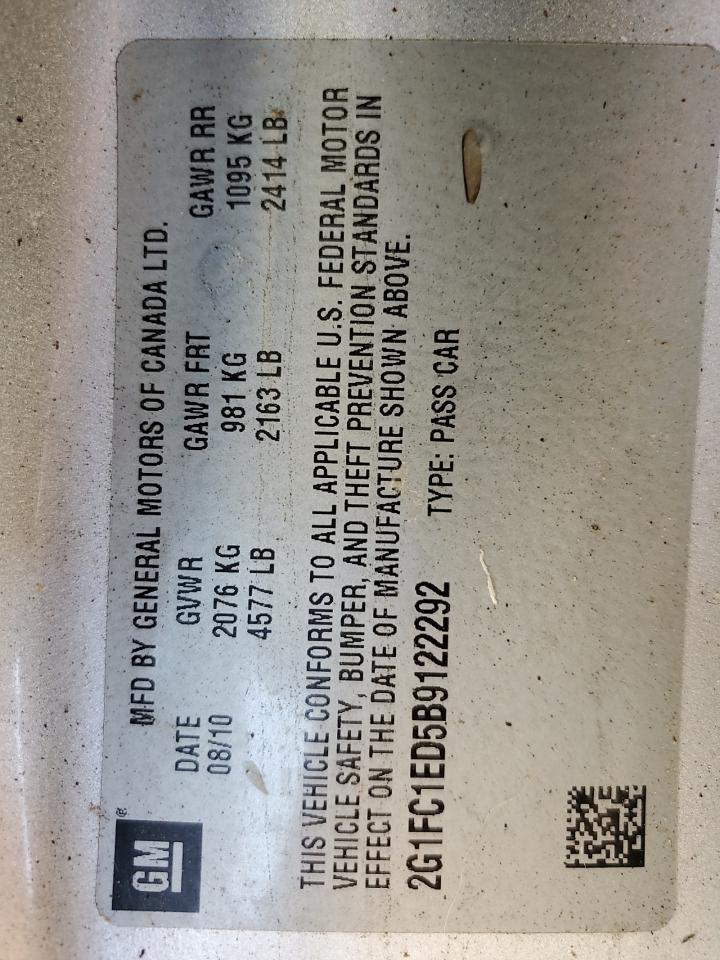 GM®
MFD BY GENERAL MOTORS OF CANADA LTD.
DATE GVWR GAWR FRT GAWR RR
08/10 2076 KG 981 KG 1095 KG
4577 LB 2163 LB 2414 LB
THIS VEHICLE CONFORMS TO ALL APPLICABLE U.S. FEDERAL MOTOR
VEHICLE SAFETY, BUMPER, AND THEFT PREVENTION STANDARDS IN
EFFECT ON THE DATE OF MANUFACTURE SHOWN ABOVE.
2G1FC1ED5B9122292 TYPE: PASS CAR